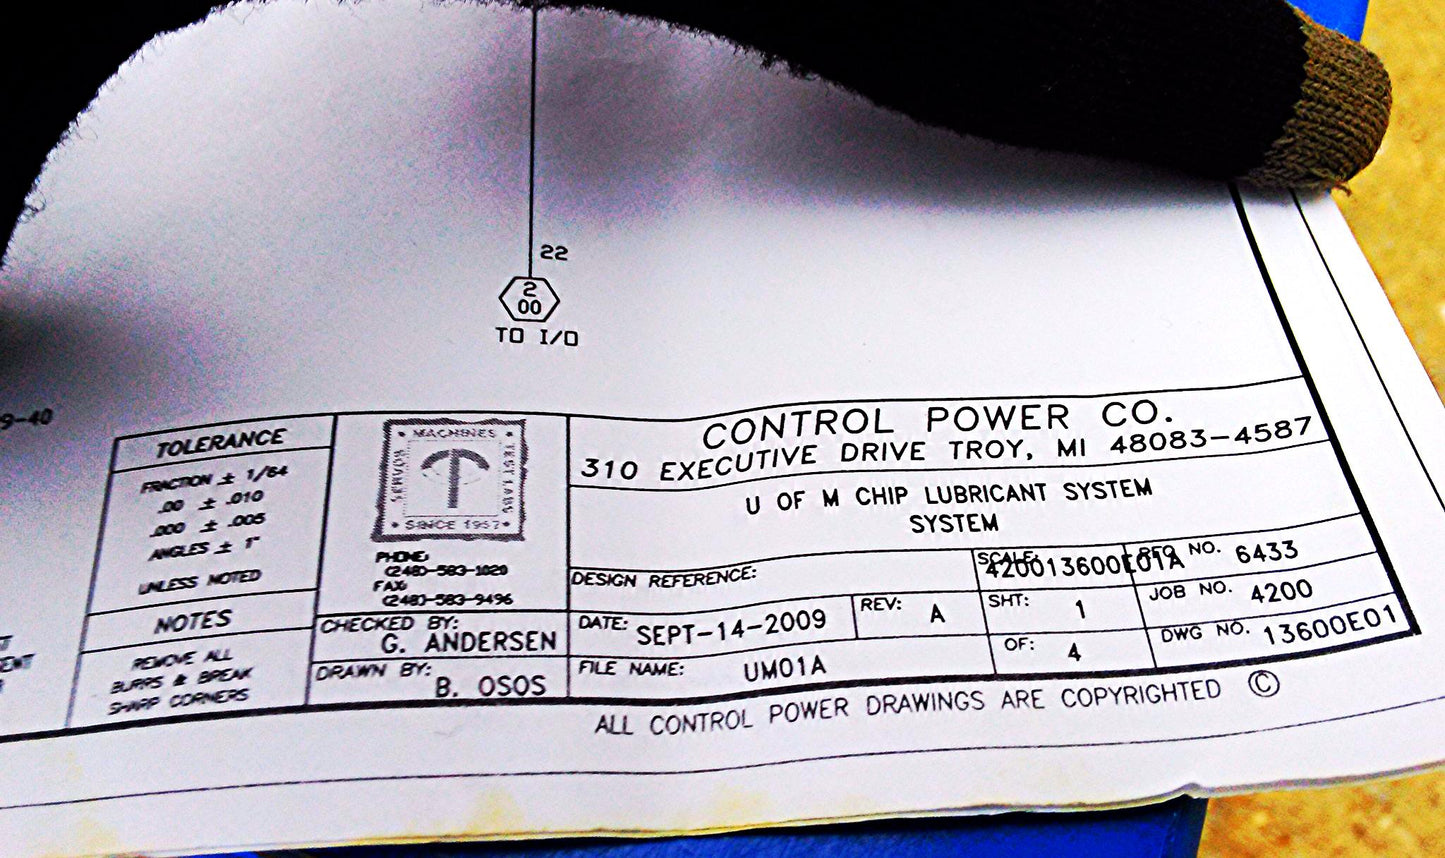 22
2
00
TO I/O
9-40
TOLERANCE
FRACTION ± 1/64
.00 ± .010
.000 ± .005
ANGLES ± 1°
UNLESS NOTED
NOTES
REMOVE ALL
BURRS & BREAK
SHARP CORNERS
MACHINES
SERVOS
TEST LABS
SINCE 1957
PHONE:
(248)-583-1020
FAX:
(248)-583-9496
CHECKED BY:
G. ANDERSEN
DRAWN BY:
B. OSOS
CONTROL POWER CO.
310 EXECUTIVE DRIVE TROY, MI 48083-4587
U OF M CHIP LUBRICANT SYSTEM
SYSTEM
DESIGN REFERENCE:
SCALE:
420013600E01A
NO. 6433
DATE: SEPT-14-2009
REV: A
SHT: 1
JOB NO. 4200
FILE NAME: UM01A
OF: 4
DWG NO. 13600E01
ALL CONTROL POWER DRAWINGS ARE COPYRIGHTED ©